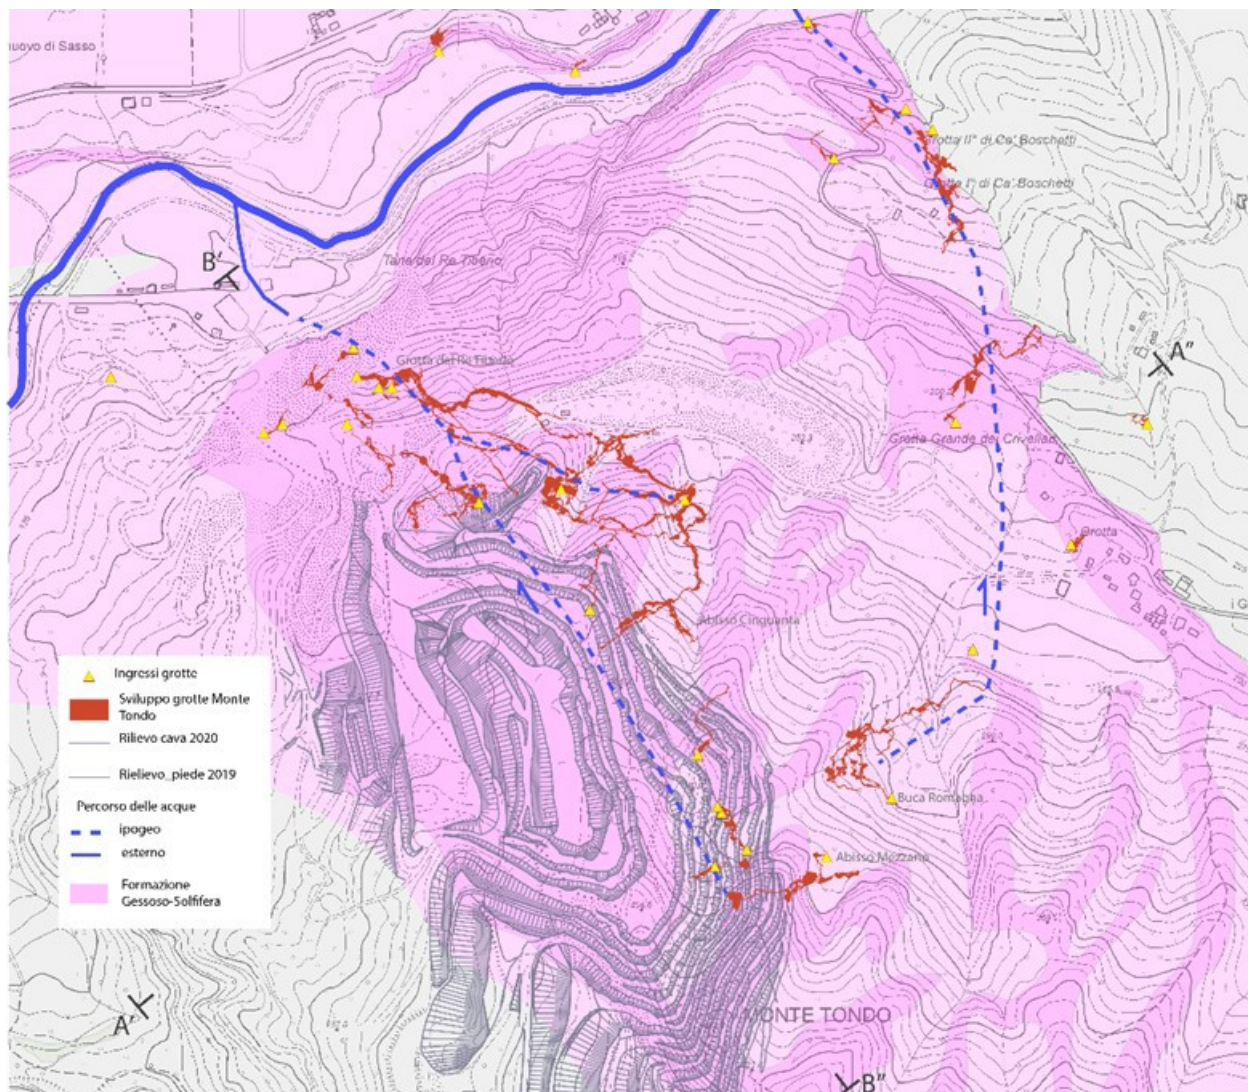 uovo di Sasso
Grotta IIª di Ca' Boschetti
Grotta Iª di Ca' Boschetti
B'
Tana del Re Tiberio
A''
Grotta del Re Tiberio
Grotta Grande dei Crivellari
Grotta
i G
Abisso Cinquanta
Ingressi grotte
Sviluppo grotte Monte
Tondo
Rilievo cava 2020
Rielievo_piede 2019
Percorso delle acque
ipogeo
esterno
Formazione
Gessoso-Solfifera
Buca Romagna
Abisso Mezzano
A'
MONTE TONDO
B''